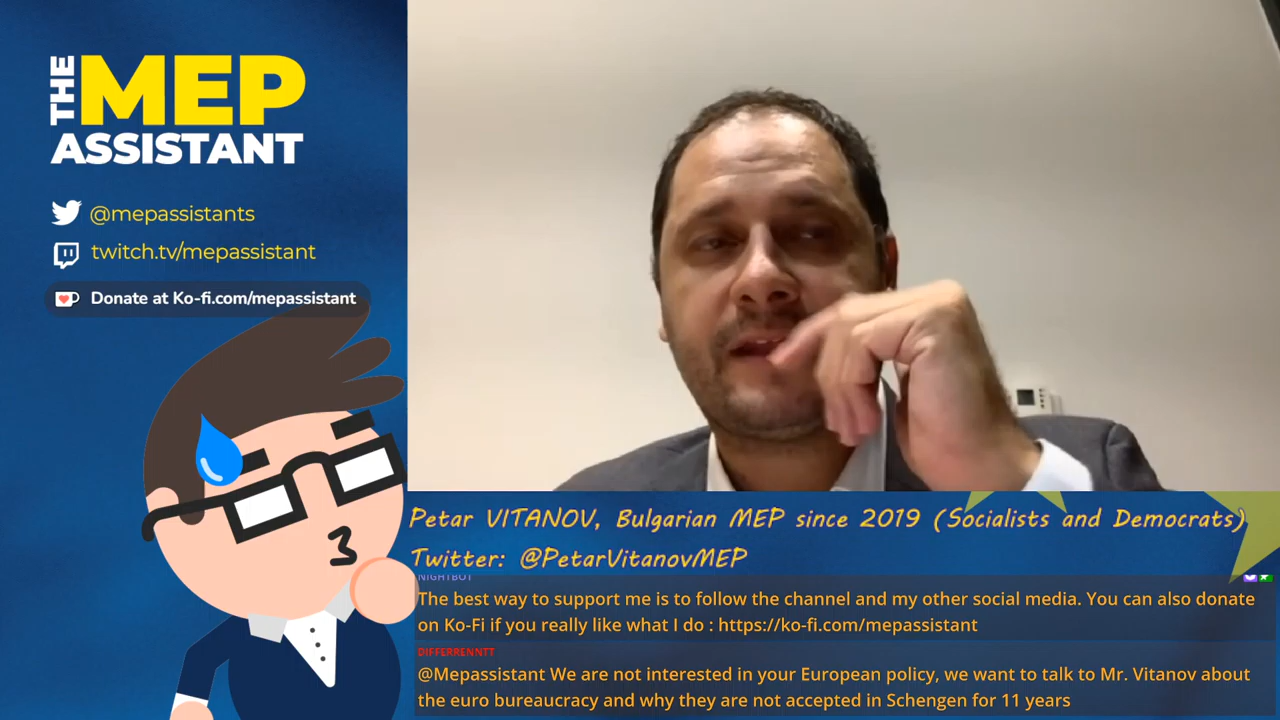 THE
MEP
ASSISTANT
@mepassistants
twitch.tv/mepassistant
Donate at Ko-fi.com/mepassistant
Petar VITANOV, Bulgarian MEP since 2019 (Socialists and Democrats)
Twitter: @PetarVitanovMEP
NIGHTBOT
The best way to support me is to follow the channel and my other social media. You can also donate
on Ko-Fi if you really like what I do : https://ko-fi.com/mepassistant
DIFFERRENNTT
@Mepassistant We are not interested in your European policy, we want to talk to Mr. Vitanov about
the euro bureaucracy and why they are not accepted in Schengen for 11 years